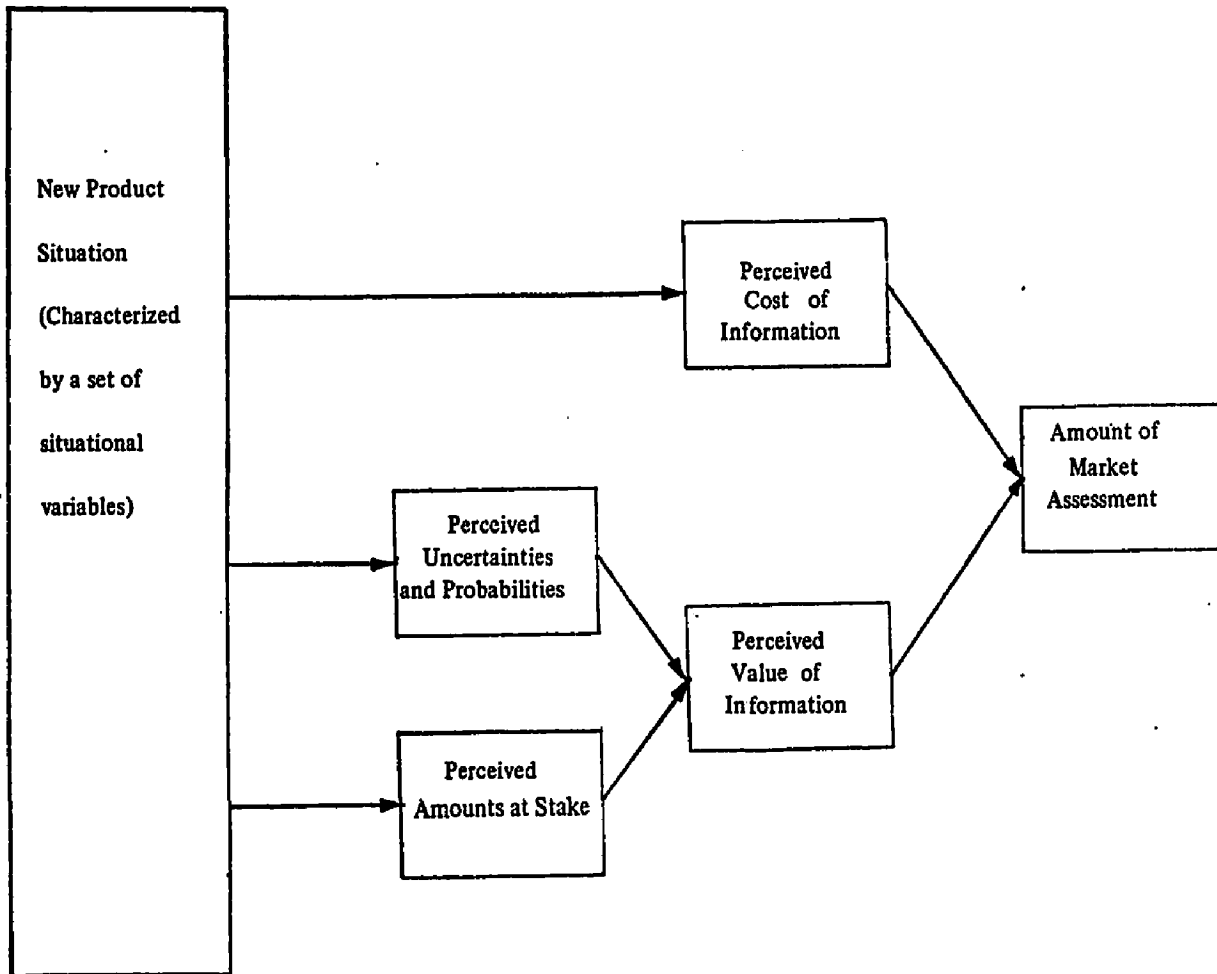 New Product
Situation
(Characterized
by a set of
situational
variables)
Perceived
Cost of
Information
Perceived
Uncertainties
and Probabilities
Perceived
Amounts at Stake
Perceived
Value of
Information
Amount of
Market
Assessment